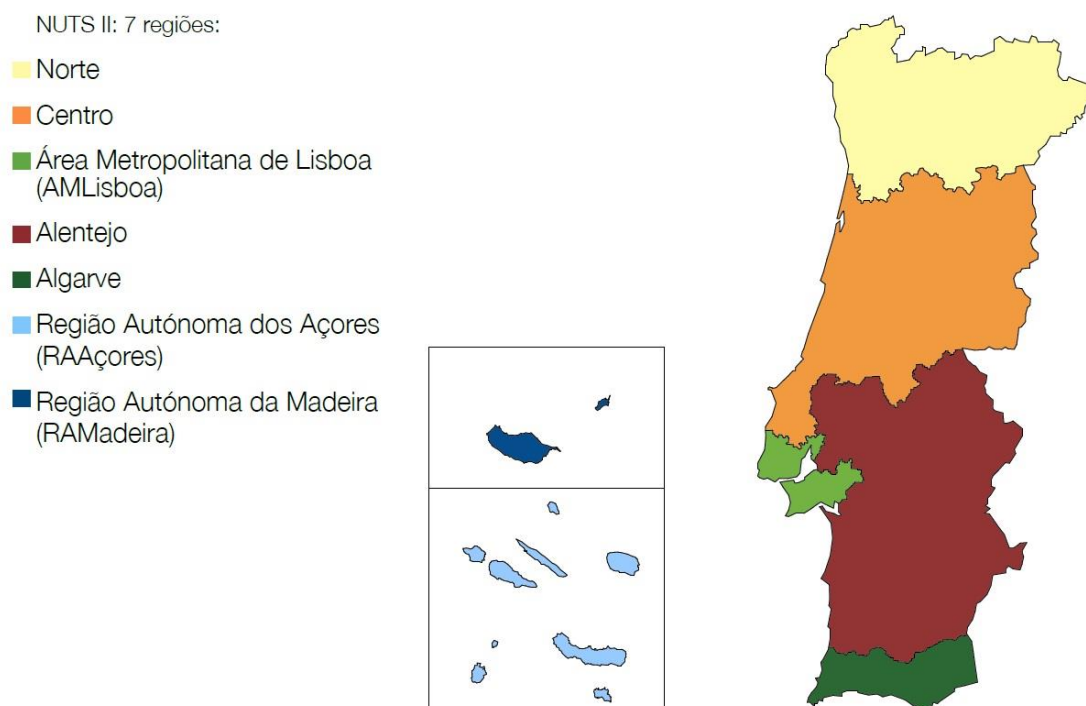 NUTS II: 7 regiões:
Norte
Centro
Área Metropolitana de Lisboa
(AMLisboa)
Alentejo
Algarve
Região Autónoma dos Açores
(RAAçores)
Região Autónoma da Madeira
(RAMadeira)